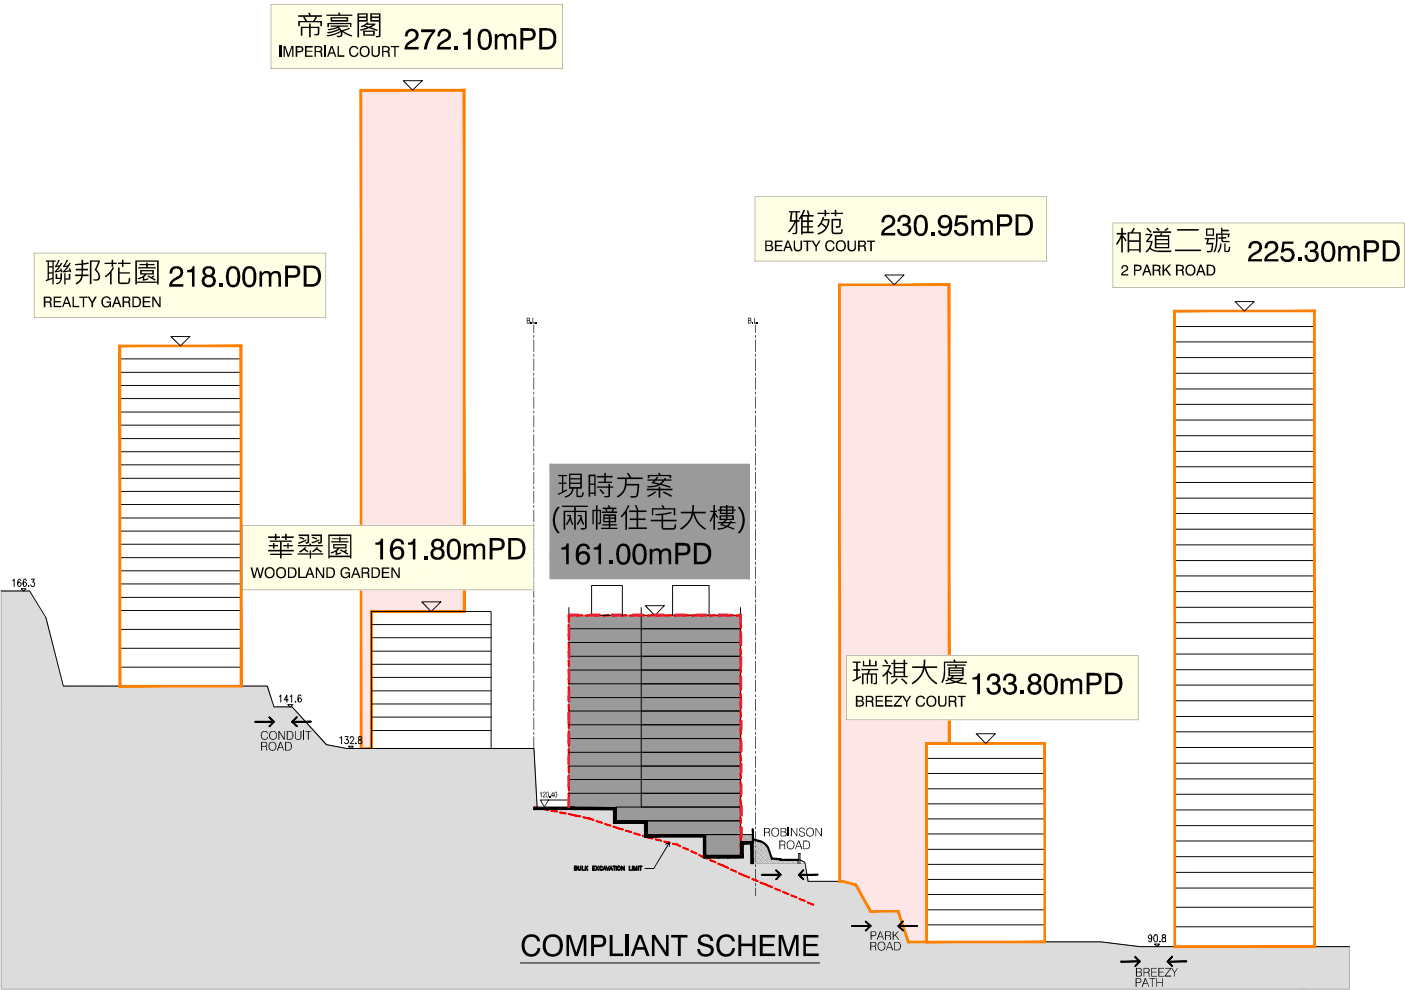 帝豪閣 272.10mPD
IMPERIAL COURT
雅苑 230.95mPD
BEAUTY COURT
柏道二號 225.30mPD
2 PARK ROAD
聯邦花園 218.00mPD
REALTY GARDEN
B.L.
B.L.
現時方案
(兩幢住宅大樓)
161.00mPD
華翠園 161.80mPD
WOODLAND GARDEN
166.3
瑞祺大廈 133.80mPD
BREEZY COURT
141.6
CONDUIT
ROAD
132.8
120.40
ROBINSON
ROAD
BULK EXCAVATION LIMIT
PARK
ROAD
90.8
BREEZY
PATH
COMPLIANT SCHEME